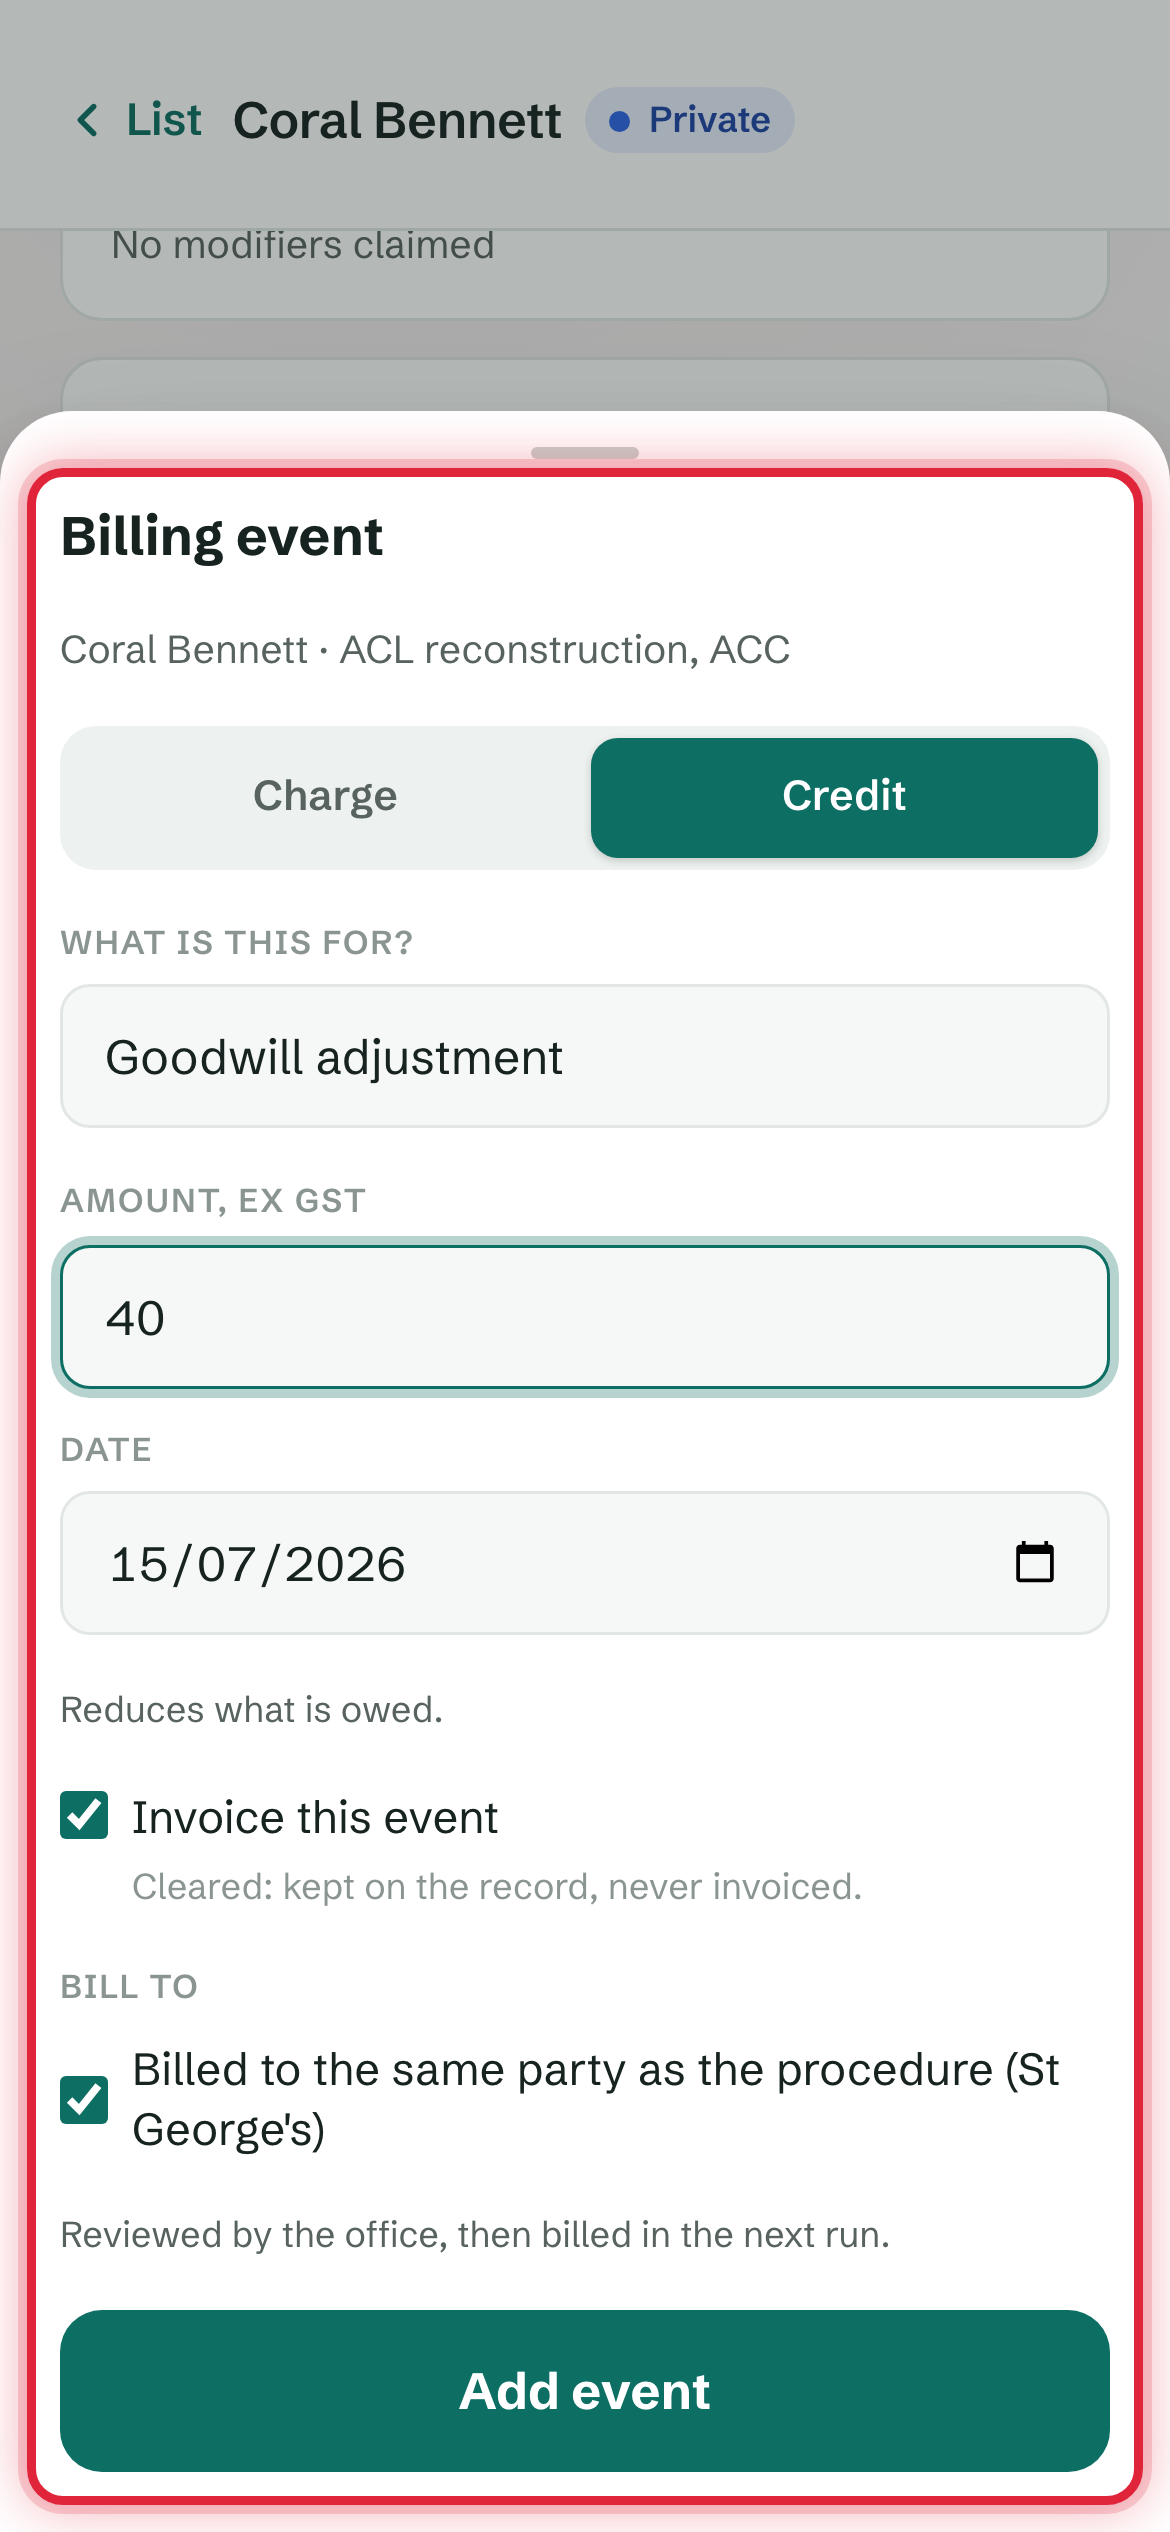 List Coral Bennett Private
No modifiers claimed
Billing event
Coral Bennett · ACL reconstruction, ACC
Charge Credit
WHAT IS THIS FOR?
Goodwill adjustment
AMOUNT, EX GST
40
DATE
15/07/2026
Reduces what is owed.
Invoice this event
Cleared: kept on the record, never invoiced.
BILL TO
Billed to the same party as the procedure (St
George's)
Reviewed by the office, then billed in the next run.
Add event